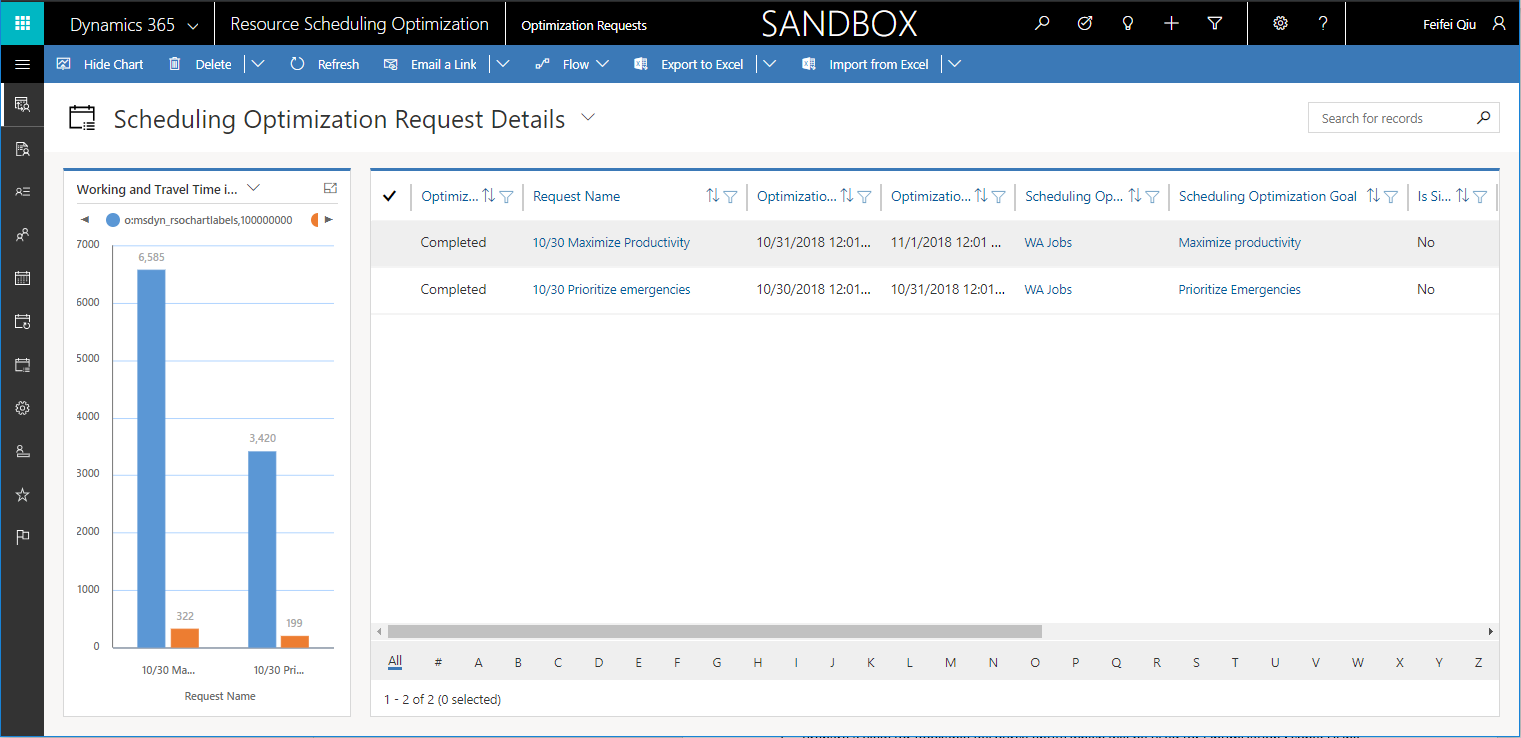 Dynamics 365 Resource Scheduling Optimization Optimization Requests SANDBOX ? Feifei Qiu
Hide Chart Delete Refresh Email a Link Flow Export to Excel Import from Excel
Scheduling Optimization Request Details
Search for records
Working and Travel Time i...
o:msdyn_rsochartlabels,100000000
7000
6000
5000
4000
3000
2000
1000
0
6,585
322
3,420
199
10/30 Ma... 10/30 Pri...
Request Name
Optimiz... Request Name Optimizatio... Optimizatio... Scheduling Op... Scheduling Optimization Goal Is Si...
Completed 10/30 Maximize Productivity 10/31/2018 12:01... 11/1/2018 12:01 ... WA Jobs Maximize productivity No
Completed 10/30 Prioritize emergencies 10/30/2018 12:01... 10/31/2018 12:01... WA Jobs Prioritize Emergencies No
All # A B C D E F G H I J K L M N O P Q R S T U V W X Y Z
1 - 2 of 2 (0 selected)